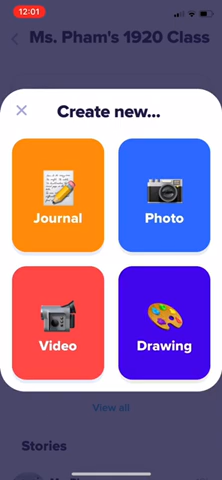 12:01
Ms. Pham's 1920 Class
Create new...
Journal
Photo
Video
Drawing
View all
Stories